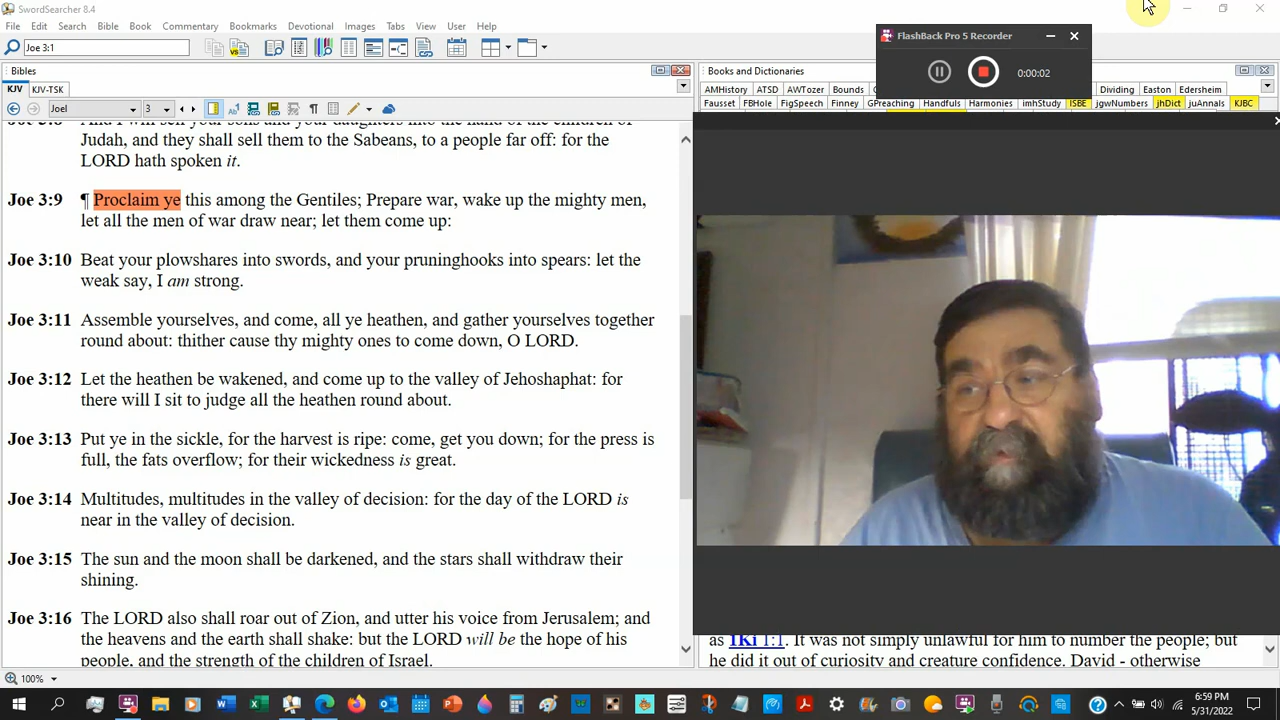 SwordSearcher 8.4
File Edit Search Bible Book Commentary Bookmarks Devotional Images Tabs View User Help
Joe 3:1
FlashBack Pro 5 Recorder
0:00:02
Bibles
Books and Dictionaries
KJV KJV-TSK
AMHistory ATSD AWTozer Bounds
Dividing Easton Edersheim
Fausset FBHole FigSpeech Finney GPreaching Handfuls Harmonies imhStudy ISBE jgwNumbers jhDict juAnnals KJBC
Joel 3
Judah, and they shall sell them to the Sabeans, to a people far off: for the
LORD hath spoken it.
Joe 3:9 ¶ Proclaim ye this among the Gentiles; Prepare war, wake up the mighty men,
let all the men of war draw near; let them come up:
Joe 3:10 Beat your plowshares into swords, and your pruninghooks into spears: let the
weak say, I am strong.
Joe 3:11 Assemble yourselves, and come, all ye heathen, and gather yourselves together
round about: thither cause thy mighty ones to come down, O LORD.
Joe 3:12 Let the heathen be wakened, and come up to the valley of Jehoshaphat: for
there will I sit to judge all the heathen round about.
Joe 3:13 Put ye in the sickle, for the harvest is ripe: come, get you down; for the press is
full, the fats overflow; for their wickedness is great.
Joe 3:14 Multitudes, multitudes in the valley of decision: for the day of the LORD is
near in the valley of decision.
Joe 3:15 The sun and the moon shall be darkened, and the stars shall withdraw their
shining.
Joe 3:16 The LORD also shall roar out of Zion, and utter his voice from Jerusalem; and
the heavens and the earth shall shake: but the LORD will be the hope of his
people, and the strength of the children of Israel.
as 1Ki 1:1. It was not simply unlawful for him to number the people; but
he did it out of curiosity and creature confidence. David - otherwise
100%
6:59 PM
5/31/2022